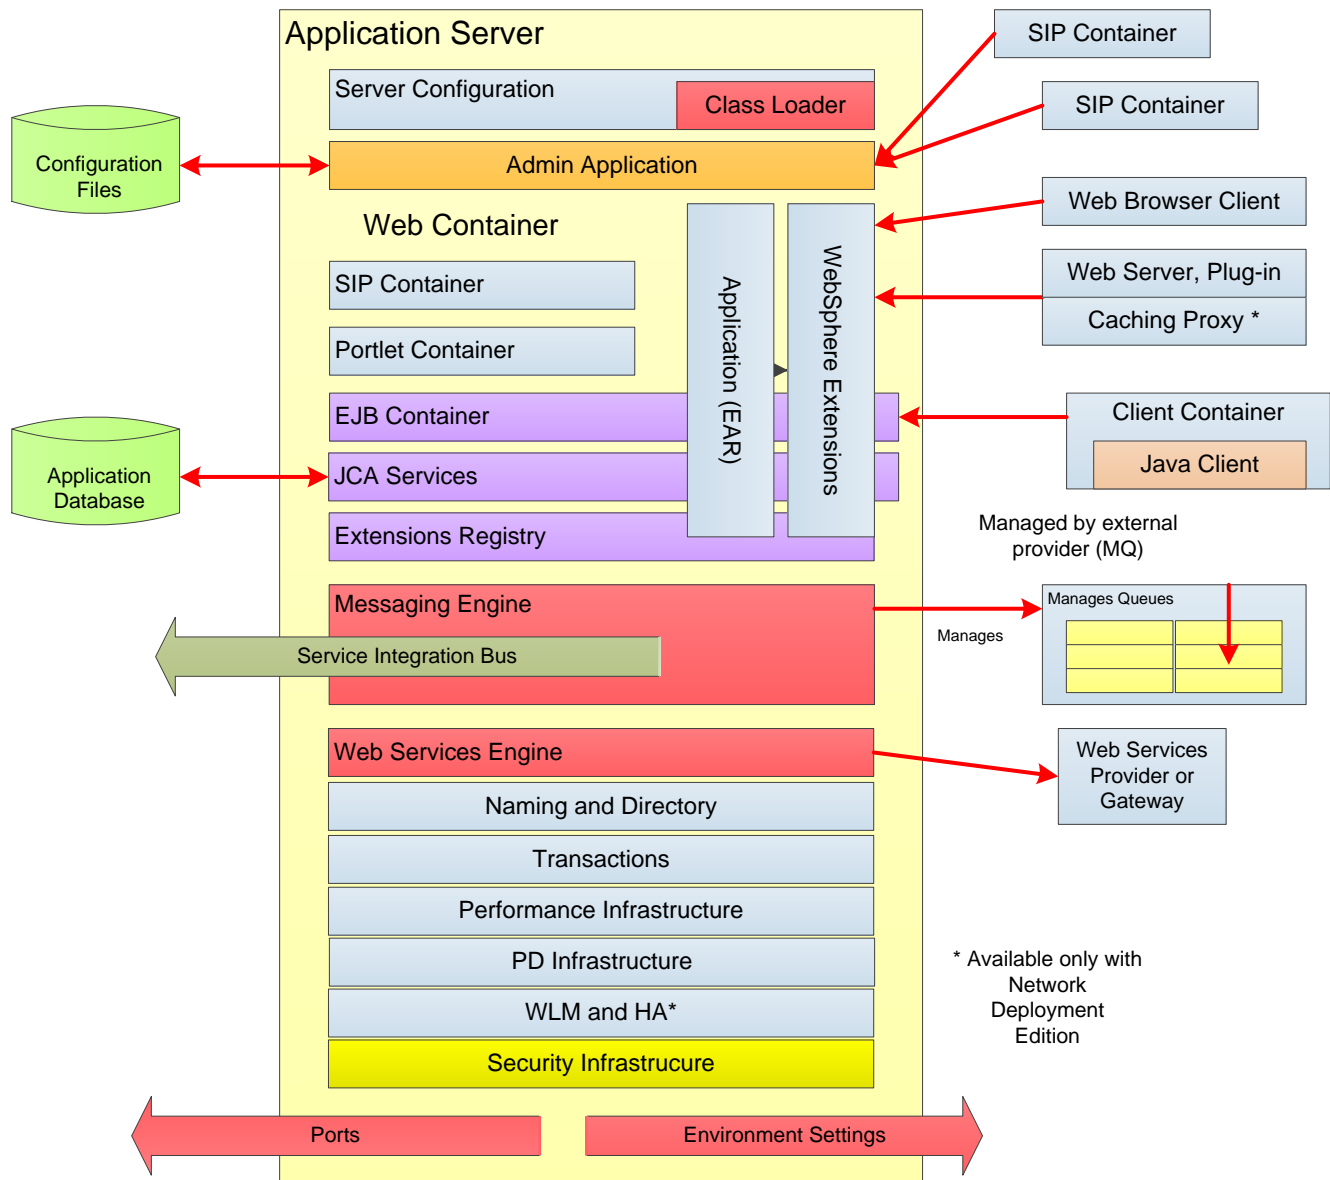 Application Server
SIP Container
Server Configuration
Class Loader
SIP Container
Configuration
Files
Admin Application
Web Browser Client
Web Container
Application (EAR)
WebSphere Extensions
Web Server, Plug-in
SIP Container
Caching Proxy *
Portlet Container
EJB Container
Client Container
Java Client
Application
Database
JCA Services
Extensions Registry
Managed by external
provider (MQ)
Messaging Engine
Manages Queues
Manages
Service Integration Bus
Web Services Engine
Web Services
Provider or
Gateway
Naming and Directory
Transactions
Performance Infrastructure
PD Infrastructure
* Available only with
Network
Deployment
Edition
WLM and HA*
Security Infrastrucure
Ports
Environment Settings